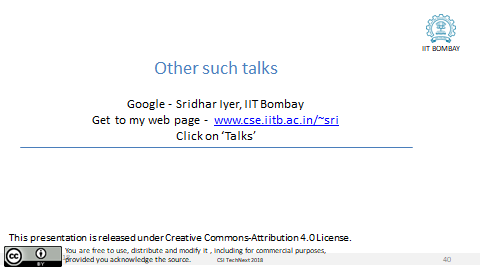 IIT BOMBAY
Other such talks
Google - Sridhar Iyer, IIT Bombay
Get to my web page - www.cse.iitb.ac.in/~sri
Click on ‘Talks’
This presentation is released under Creative Commons-Attribution 4.0 License.
cc BY
You are free to use, distribute and modify it , including for commercial purposes,
provided you acknowledge the source.
CSI TechNext 2018
40